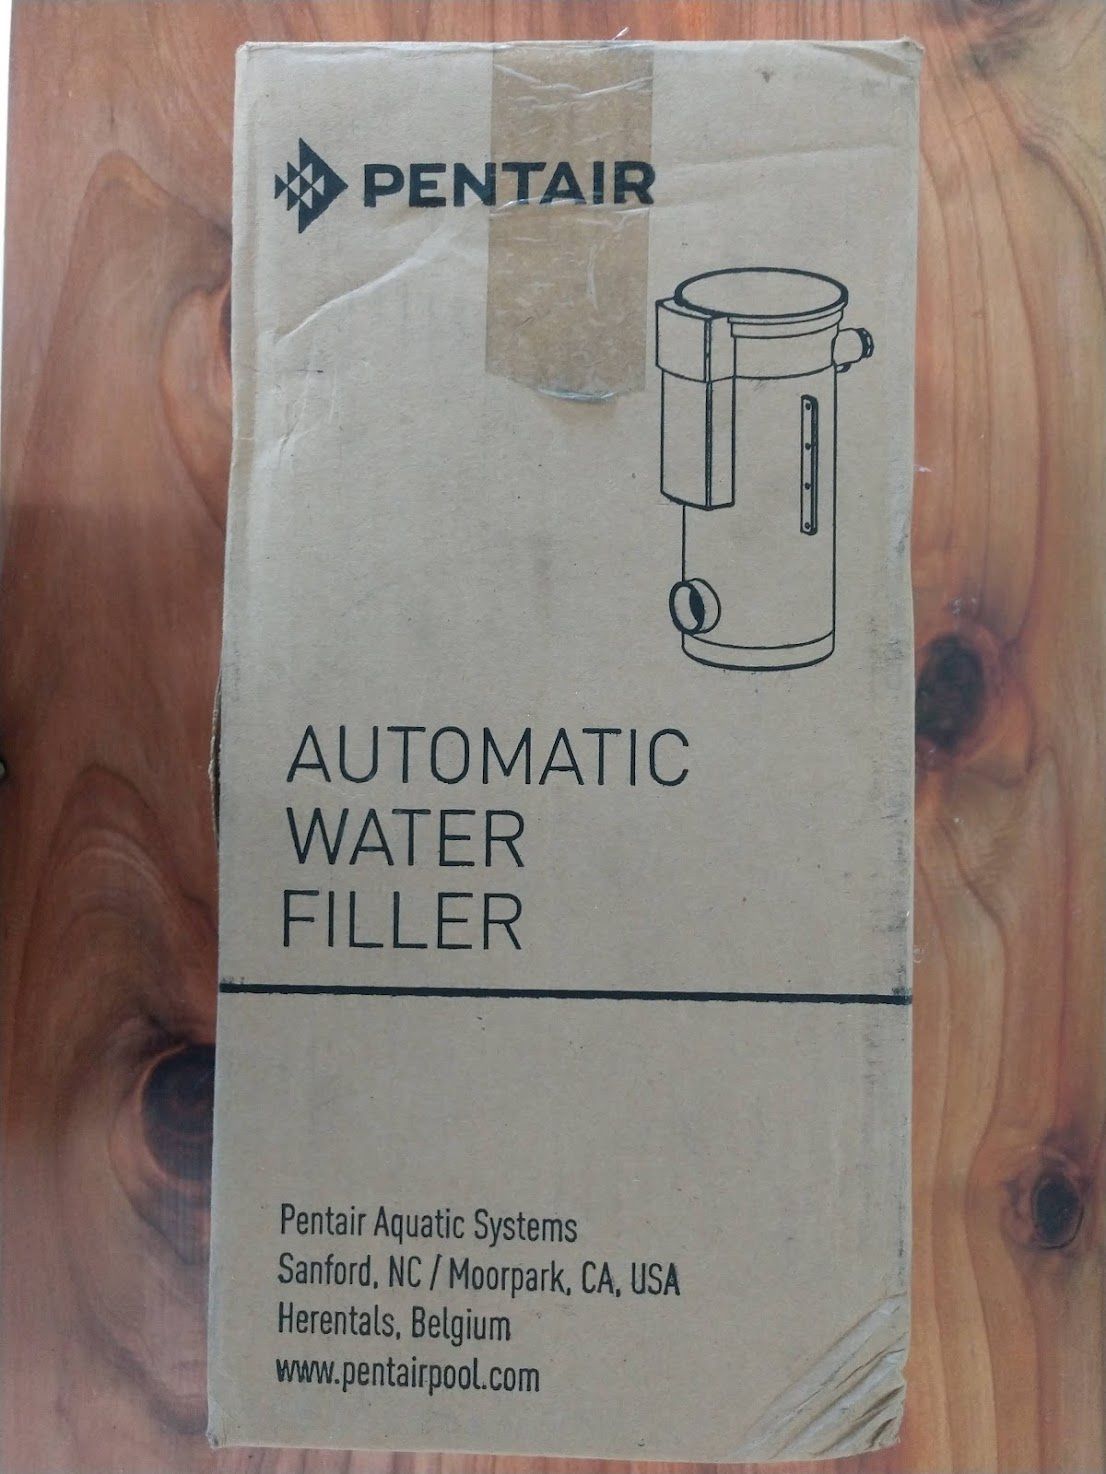 PENTAIR
AUTOMATIC
WATER
FILLER
Pentair Aquatic Systems
Sanford, NC / Moorpark, CA, USA
Herentals, Belgium
www.pentairpool.com